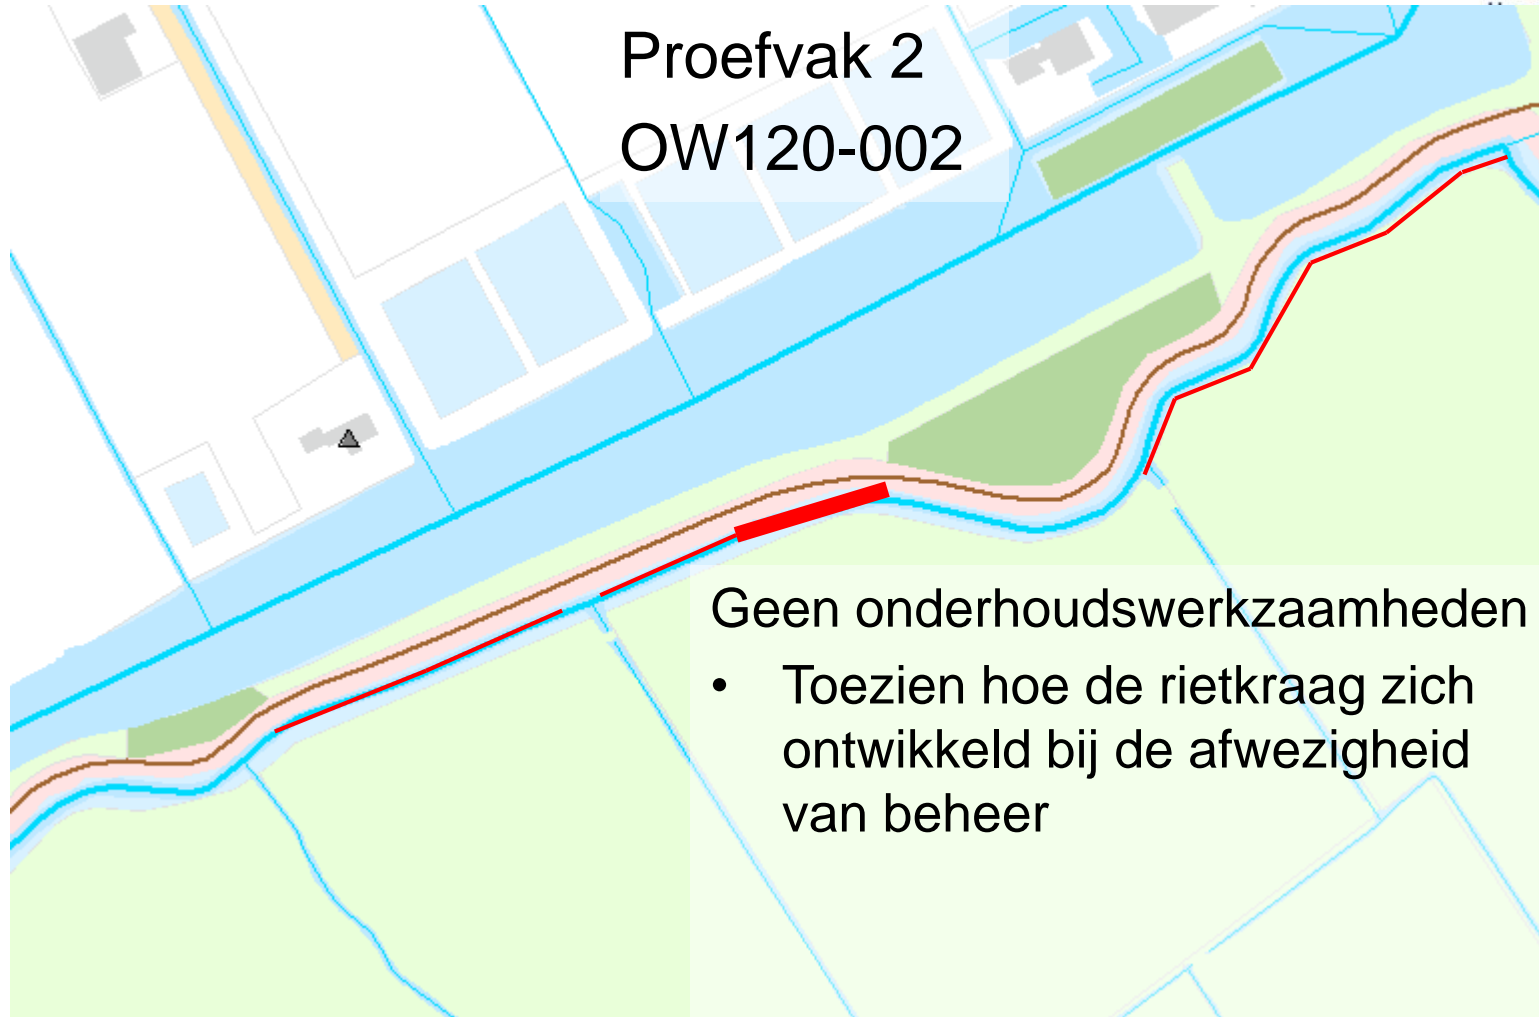 Proefvak 2
OW120-002
Geen onderhoudswerkzaamheden
• Toezien hoe de rietkraag zich
ontwikkeld bij de afwezigheid
van beheer